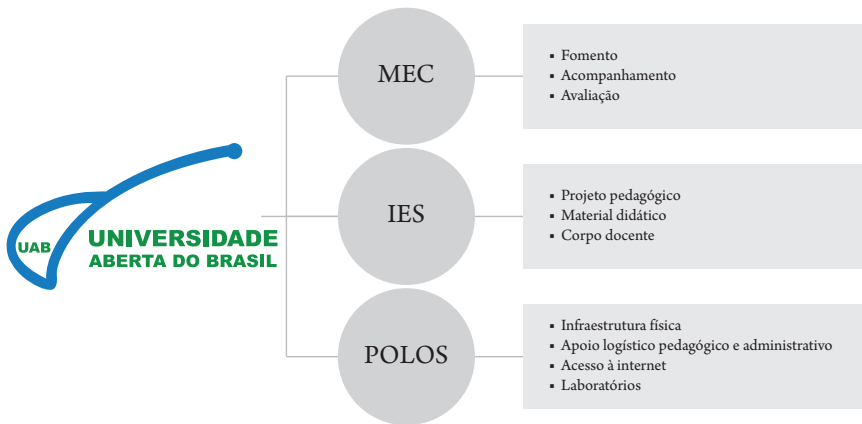 UAB
UNIVERSIDADE
ABERTA DO BRASIL
MEC
▪ Fomento
▪ Acompanhamento
▪ Avaliação
IES
▪ Projeto pedagógico
▪ Material didático
▪ Corpo docente
POLOS
▪ Infraestrutura física
▪ Apoio logístico pedagógico e administrativo
▪ Acesso à internet
▪ Laboratórios